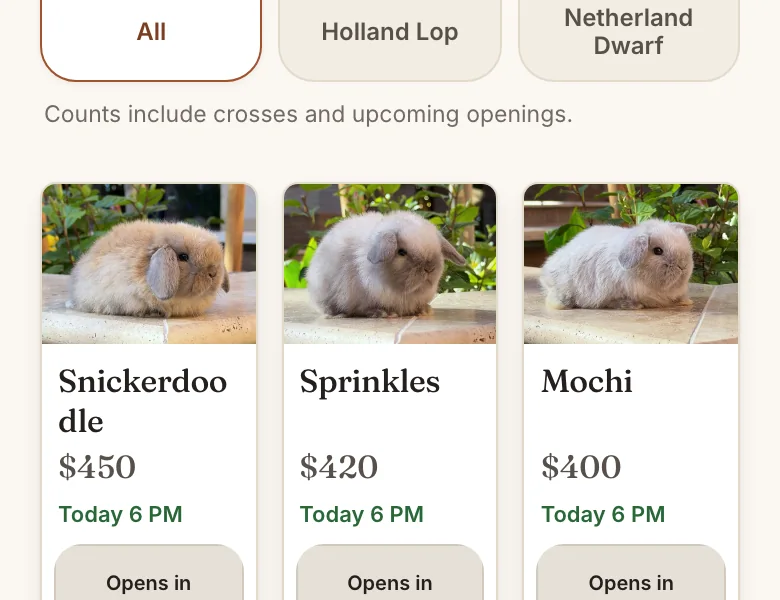 All
Holland Lop
Netherland
Dwarf
Counts include crosses and upcoming openings.
Snickerdoo
dle
$450
Today 6 PM
Opens in
Sprinkles
$420
Today 6 PM
Opens in
Mochi
$400
Today 6 PM
Opens in